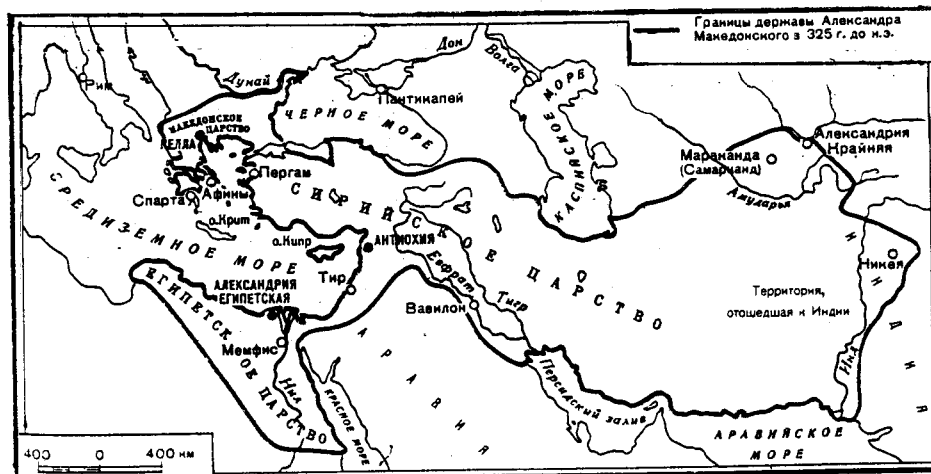 Границы державы Александра
Македонского в 325 г. до н.э.
Рим
Дунай
Дон
Волга
Пантикапей
ЧЕРНОЕ МОРЕ
КАСПИЙСКОЕ МОРЕ
МАКЕДОНСКОЕ
ЦАРСТВО
ПЕЛЛА
Пергам
Афины
Спарта
о.Крит
о.Кипр
СРЕДИЗЕМНОЕ МОРЕ
СИРИЙСКОЕ ЦАРСТВО
АНТИОХИЯ
Мараканда
(Самарканд)
Александрия
Крайняя
Амударья
Никея
ИНДИЯ
Территория,
отошедшая к Индии
Инд
Евфрат
Тигр
Вавилон
Тир
АЛЕКСАНДРИЯ
ЕГИПЕТСКАЯ
ЕГИПЕТСКОЕ ЦАРСТВО
Мемфис
Нил
КРАСНОЕ МОРЕ
АРАВИЯ
Персидский залив
АРАВИЙСКОЕ
МОРЕ
400 0 400 км